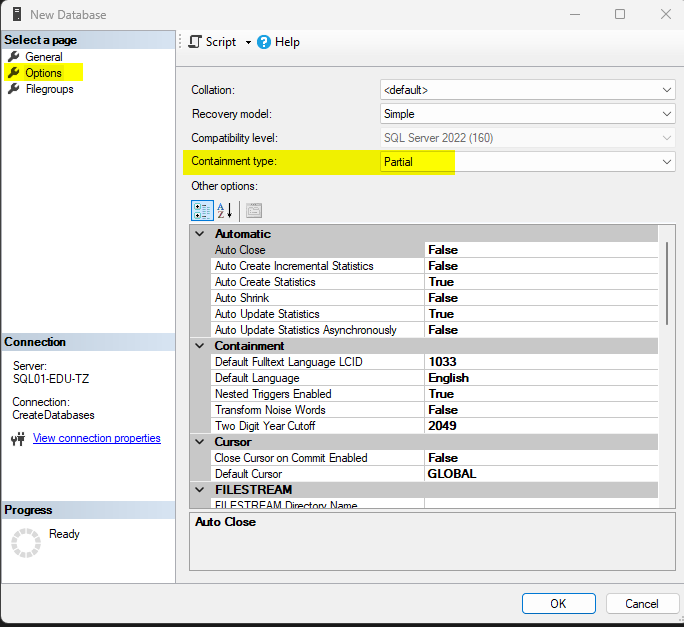 New Database
Select a page
General
Options
Filegroups
Script
Help
Collation: <default>
Recovery model: Simple
Compatibility level: SQL Server 2022 (160)
Containment type: Partial
Other options:
Automatic
Auto Close False
Auto Create Incremental Statistics False
Auto Create Statistics True
Auto Shrink False
Auto Update Statistics True
Auto Update Statistics Asynchronously False
Containment
Default Fulltext Language LCID 1033
Default Language English
Nested Triggers Enabled True
Transform Noise Words False
Two Digit Year Cutoff 2049
Cursor
Close Cursor on Commit Enabled False
Default Cursor GLOBAL
FILESTREAM
FILESTREAM Directory Name
Auto Close
Connection
Server:
SQL01-EDU-TZ
Connection:
CreateDatabases
View connection properties
Progress
Ready
OK
Cancel